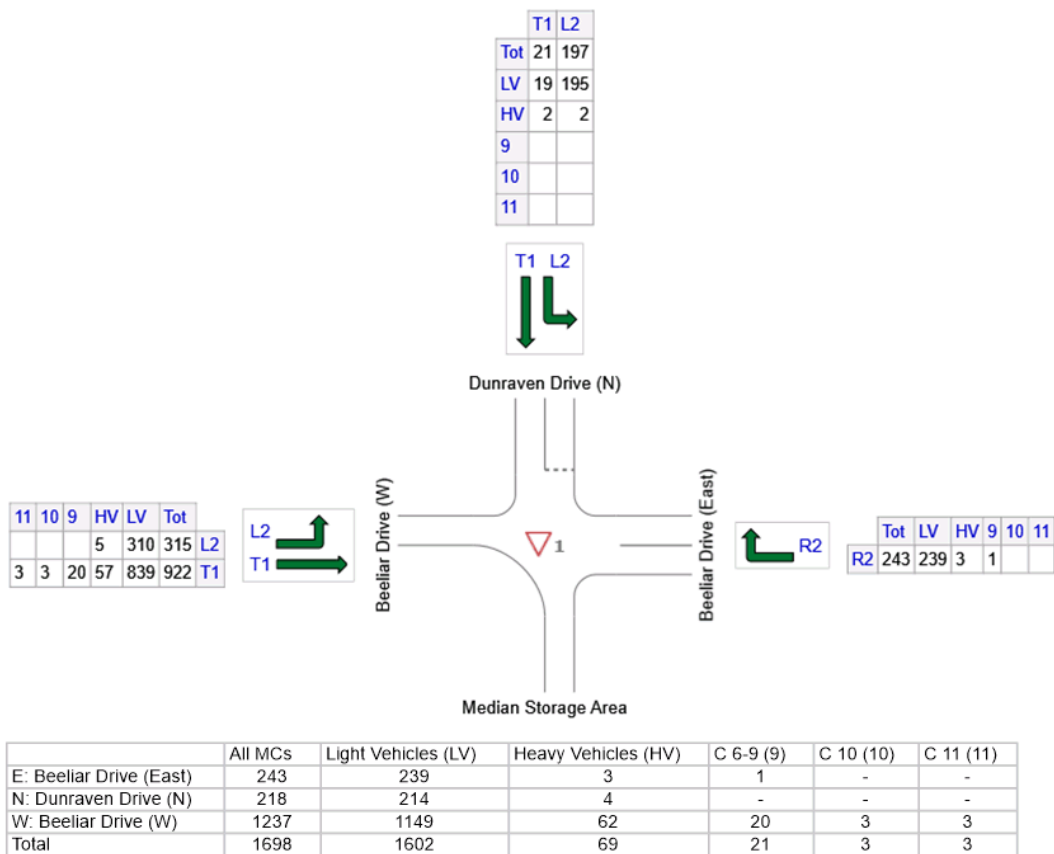 T1 L2
Tot 21 197
LV 19 195
HV 2 2
9
10
11
T1 L2
Dunraven Drive (N)
Beeliar Drive (W)
Beeliar Drive (East)
11 10 9 HV LV Tot
5 310 315 L2
3 3 20 57 839 922 T1
L2
T1
1
R2
Tot LV HV 9 10 11
R2 243 239 3 1
Median Storage Area
All MCs Light Vehicles (LV) Heavy Vehicles (HV) C 6-9 (9) C 10 (10) C 11 (11)
E: Beeliar Drive (East) 243 239 3 1 - -
N: Dunraven Drive (N) 218 214 4 - - -
W: Beeliar Drive (W) 1237 1149 62 20 3 3
Total 1698 1602 69 21 3 3